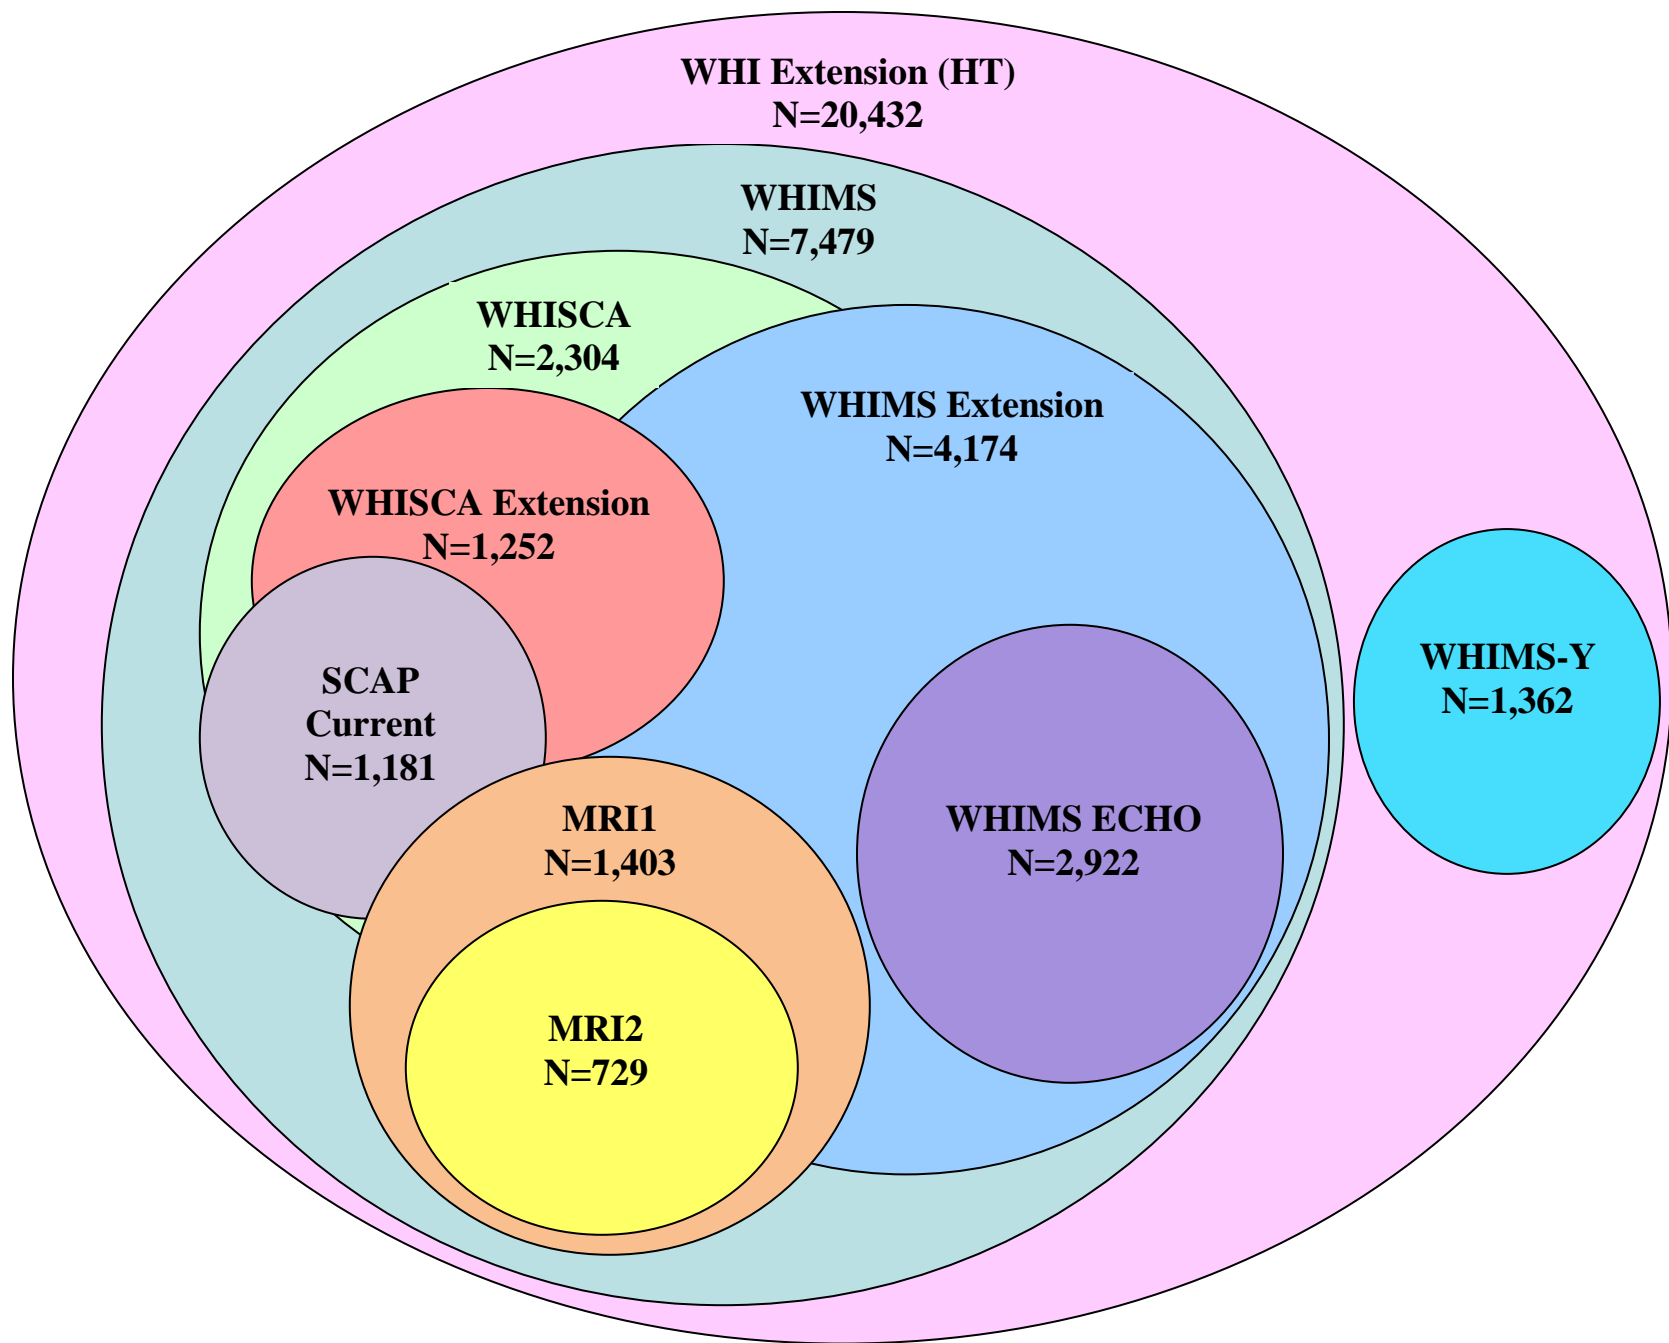 WHI Extension (HT)
N=20,432
WHIMS
N=7,479
WHISCA
N=2,304
WHIMS Extension
N=4,174
WHISCA Extension
N=1,252
SCAP
Current
N=1,181
WHIMS-Y
N=1,362
MRI1
N=1,403
WHIMS ECHO
N=2,922
MRI2
N=729